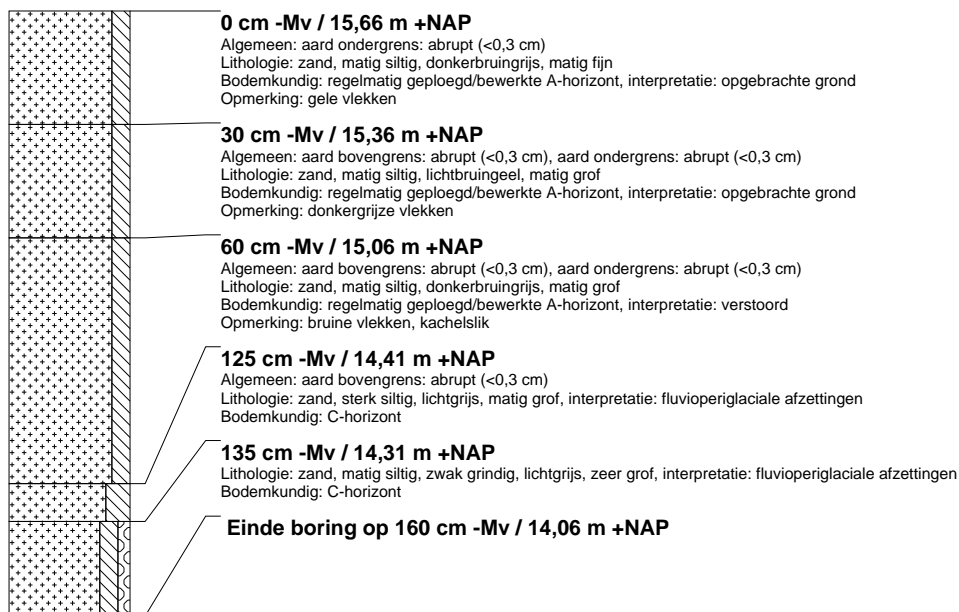 0 cm -Mv / 15,66 m +NAP
Algemeen: aard ondergrens: abrupt (<0,3 cm)
Lithologie: zand, matig siltig, donkerbruingrijs, matig fijn
Bodemkundig: regelmatig geploegd/bewerkte A-horizont, interpretatie: opgebrachte grond
Opmerking: gele vlekken
30 cm -Mv / 15,36 m +NAP
Algemeen: aard bovengrens: abrupt (<0,3 cm), aard ondergrens: abrupt (<0,3 cm)
Lithologie: zand, matig siltig, lichtbruingeel, matig grof
Bodemkundig: regelmatig geploegd/bewerkte A-horizont, interpretatie: opgebrachte grond
Opmerking: donkergrijze vlekken
60 cm -Mv / 15,06 m +NAP
Algemeen: aard bovengrens: abrupt (<0,3 cm), aard ondergrens: abrupt (<0,3 cm)
Lithologie: zand, matig siltig, donkerbruingrijs, matig grof
Bodemkundig: regelmatig geploegd/bewerkte A-horizont, interpretatie: verstoord
Opmerking: bruine vlekken, kachelslik
125 cm -Mv / 14,41 m +NAP
Algemeen: aard bovengrens: abrupt (<0,3 cm)
Lithologie: zand, sterk siltig, lichtgrijs, matig grof, interpretatie: fluvioperiglaciale afzettingen
Bodemkundig: C-horizont
135 cm -Mv / 14,31 m +NAP
Lithologie: zand, matig siltig, zwak grindig, lichtgrijs, zeer grof, interpretatie: fluvioperiglaciale afzettingen
Bodemkundig: C-horizont
Einde boring op 160 cm -Mv / 14,06 m +NAP